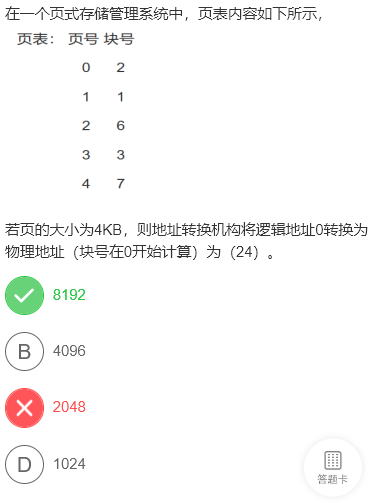 在一个页式存储管理系统中，页表内容如下所示，
页表： 页号 块号
0 2
1 1
2 6
3 3
4 7
若页的大小为4KB，则地址转换机构将逻辑地址0转换为
物理地址（块号在0开始计算）为（24）。
8192
B 4096
2048
D 1024
答题卡